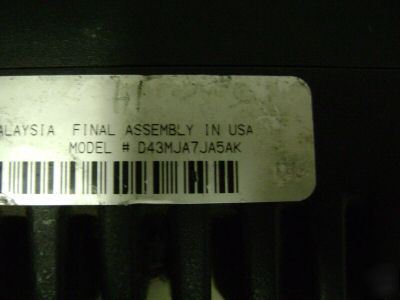 ALAYSIA FINAL ASSEMBLY IN USA
MODEL # D43MJA7JA5AK